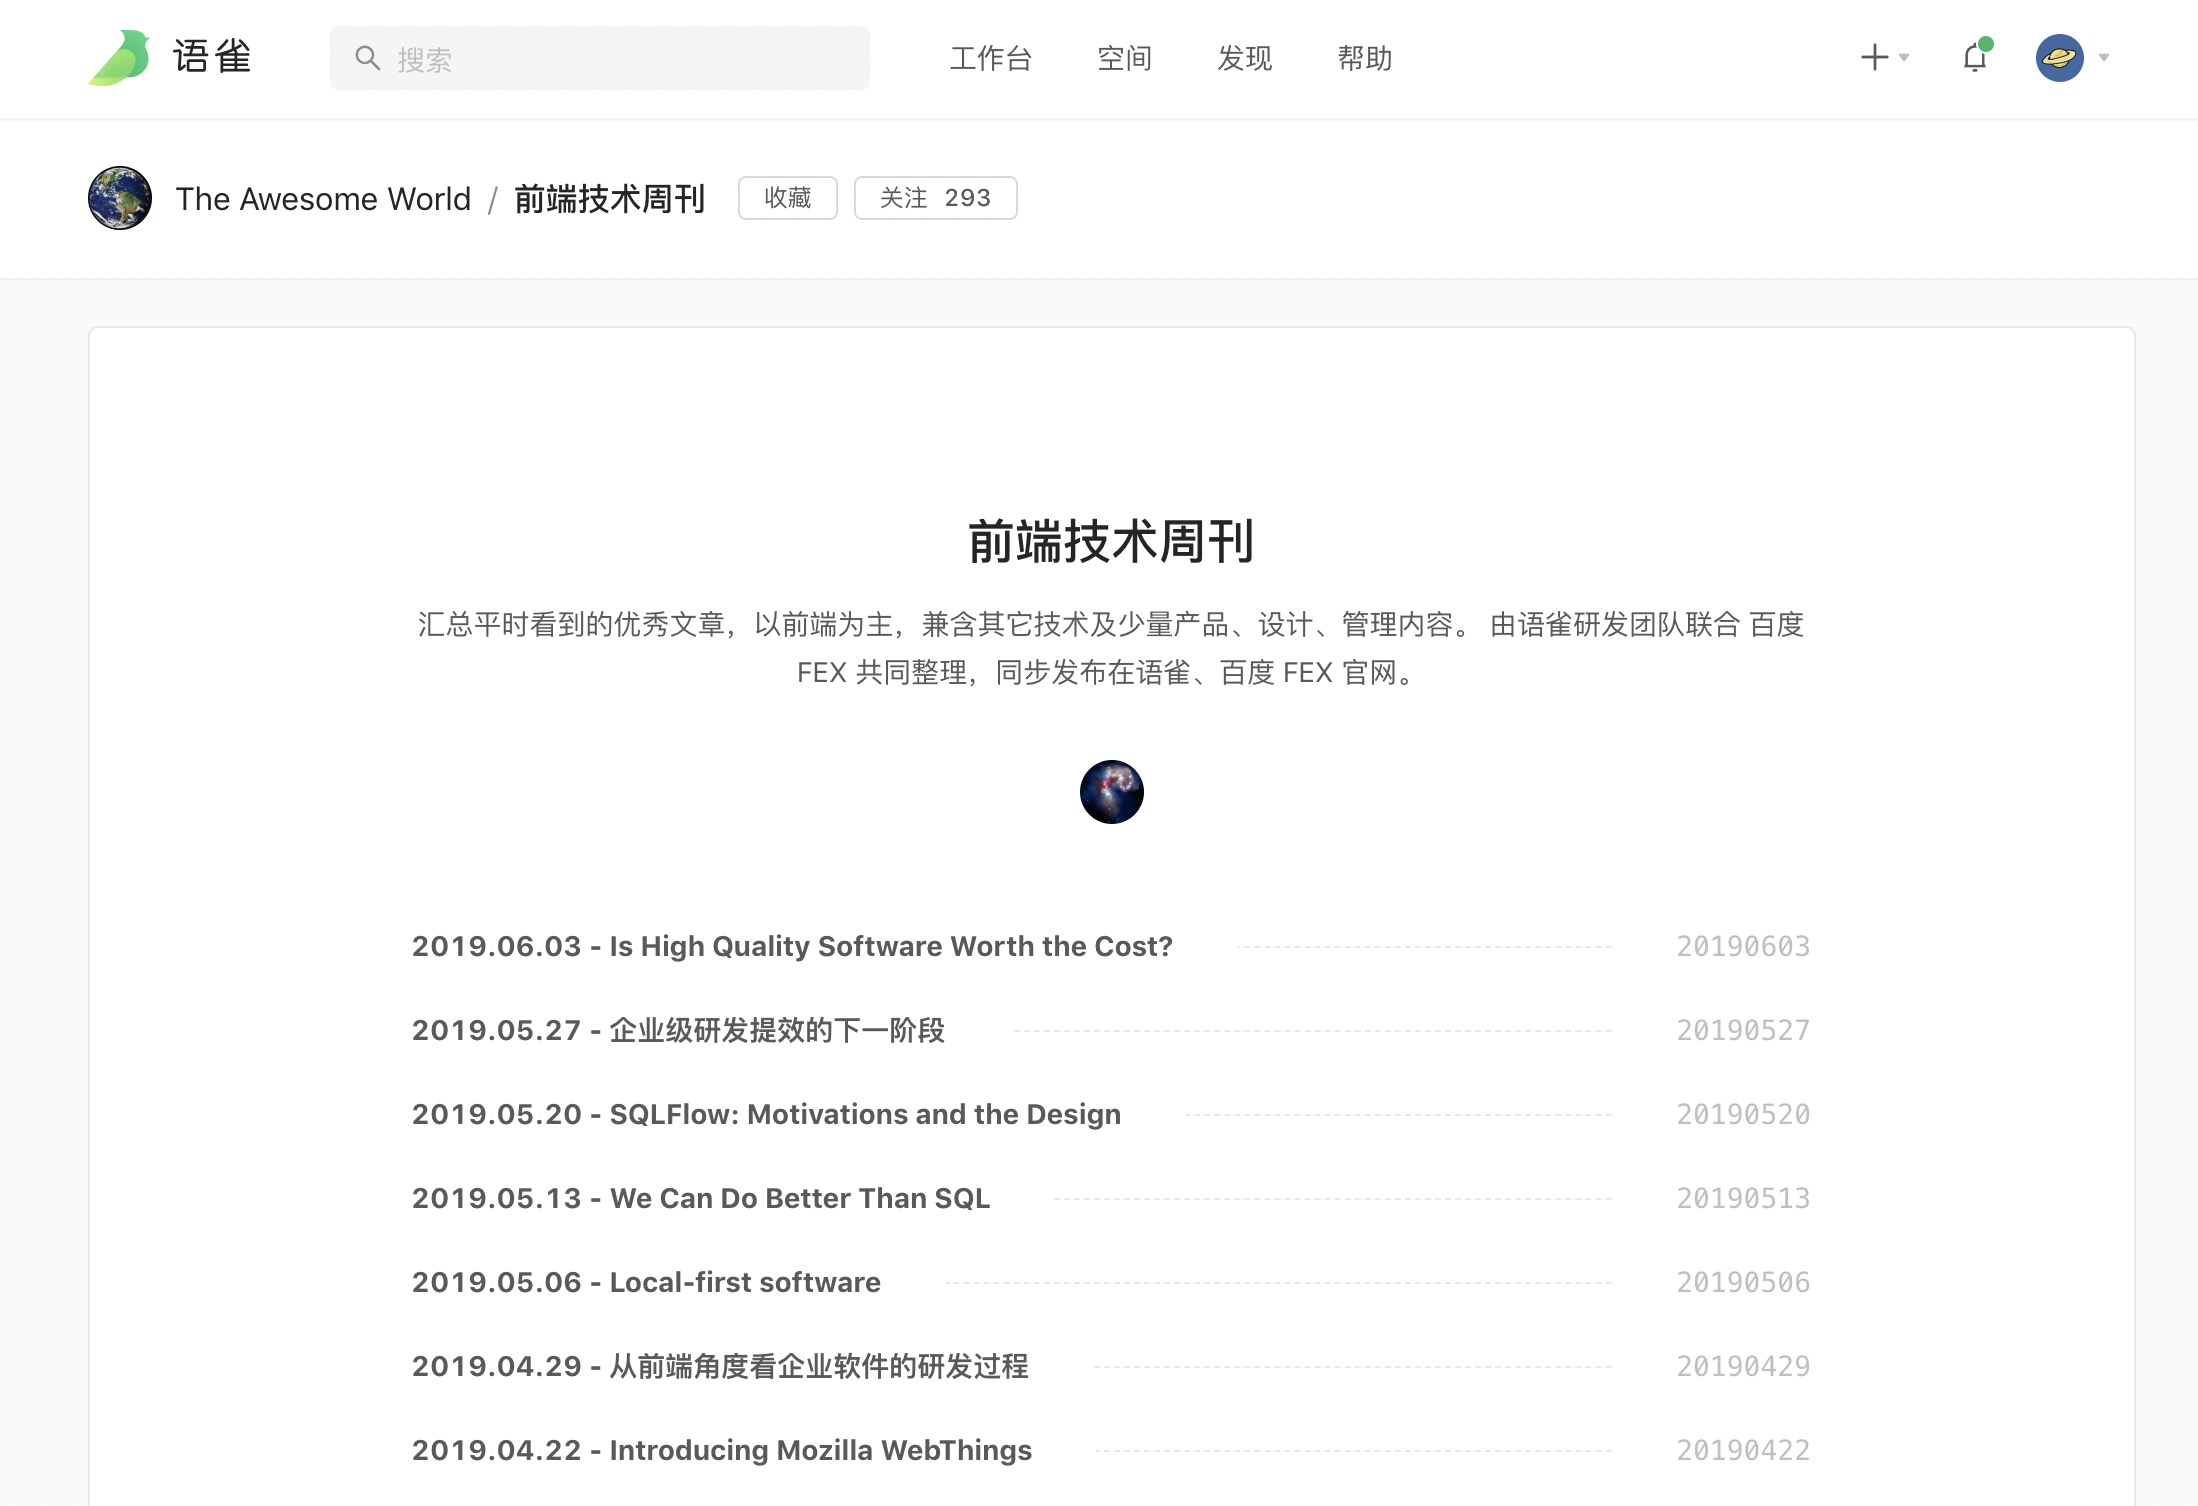 语雀
搜索
工作台 空间 发现 帮助
The Awesome World / 前端技术周刊 收藏 关注 293
前端技术周刊
汇总平时看到的优秀文章，以前端为主，兼含其它技术及少量产品、设计、管理内容。 由语雀研发团队联合 百度
FEX 共同整理，同步发布在语雀、百度 FEX 官网。
2019.06.03 - Is High Quality Software Worth the Cost? 20190603
2019.05.27 - 企业级研发提效的下一阶段 20190527
2019.05.20 - SQLFlow: Motivations and the Design 20190520
2019.05.13 - We Can Do Better Than SQL 20190513
2019.05.06 - Local-first software 20190506
2019.04.29 - 从前端角度看企业软件的研发过程 20190429
2019.04.22 - Introducing Mozilla WebThings 20190422